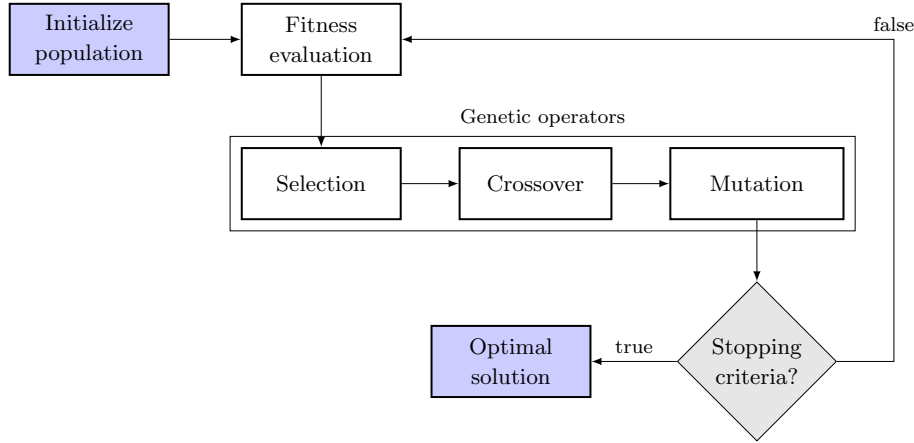 Initialize
population
Fitness
evaluation
false
Genetic operators
Selection
Crossover
Mutation
Optimal
solution
true
Stopping
criteria?